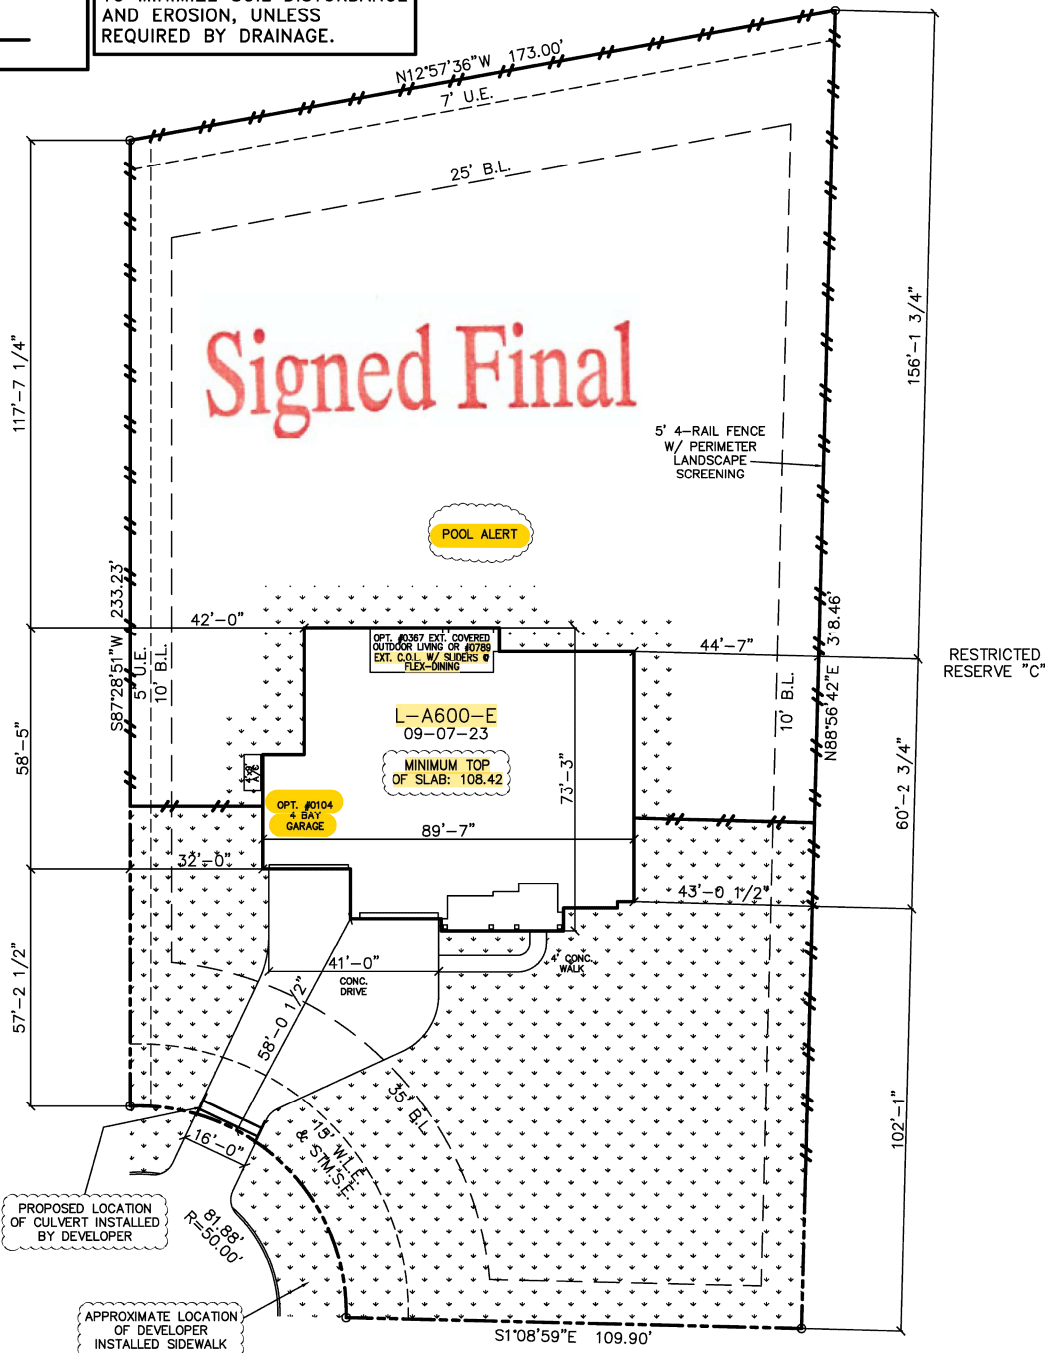 AND EROSION, UNLESS
REQUIRED BY DRAINAGE.
N12°57'36"W 173.00'
7' U.E.
25' B.L.
117'-7 1/4"
156'-1 3/4"
Signed Final
5' 4-RAIL FENCE
W/ PERIMETER
LANDSCAPE
SCREENING
POOL ALERT
S87°28'51"W 233.23'
5' U.E.
10' B.L.
42'-0"
OPT. #0367 EXT. COVERED
OUTDOOR LIVING OR #0789
EXT. C.O.L. W/ SLIDERS @
FLEX-DINING
44'-7"
N88°56'42"E 3'8.46'
10' B.L.
RESTRICTED
RESERVE "C"
L-A600-E
09-07-23
MINIMUM TOP
OF SLAB: 108.42
58'-5"
73'-3"
60'-2 3/4"
A/C
OPT. #0104
4 BAY
GARAGE
89'-7"
32'-0"
43'-0 1/2"
41'-0"
CONC.
DRIVE
4' CONC.
WALK
57'-2 1/2"
58'-0 1/2"
35' B.L.
102'-1"
15' W.L.E.
& STM.S.E.
16'-0"
PROPOSED LOCATION
OF CULVERT INSTALLED
BY DEVELOPER
81.88'
R=50.00'
APPROXIMATE LOCATION
OF DEVELOPER
INSTALLED SIDEWALK
S1°08'59"E 109.90'